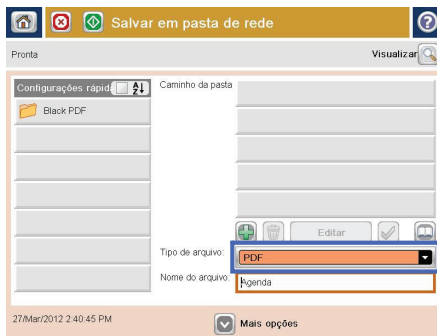 Salvar em pasta de rede
Pronta
Visualizar
Configurações rápid
Caminho da pasta
Black PDF
Editar
Tipo de arquivo:
PDF
Nome do arquivo:
Agenda
27/Mar/2012 2:40:45 PM
Mais opções